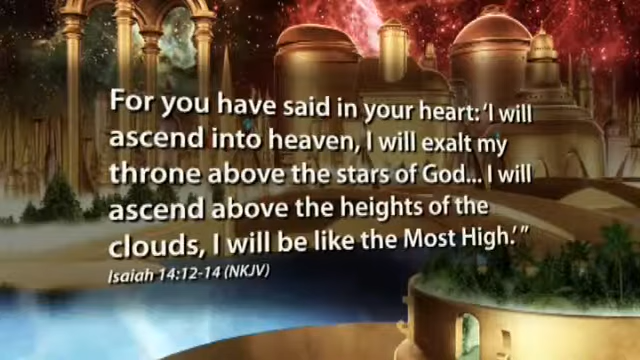 For you have said in your heart: ‘I will
ascend into heaven, I will exalt my
throne above the stars of God... I will
ascend above the heights of the
clouds, I will be like the Most High.’ ”
Isaiah 14:12-14 (NKJV)